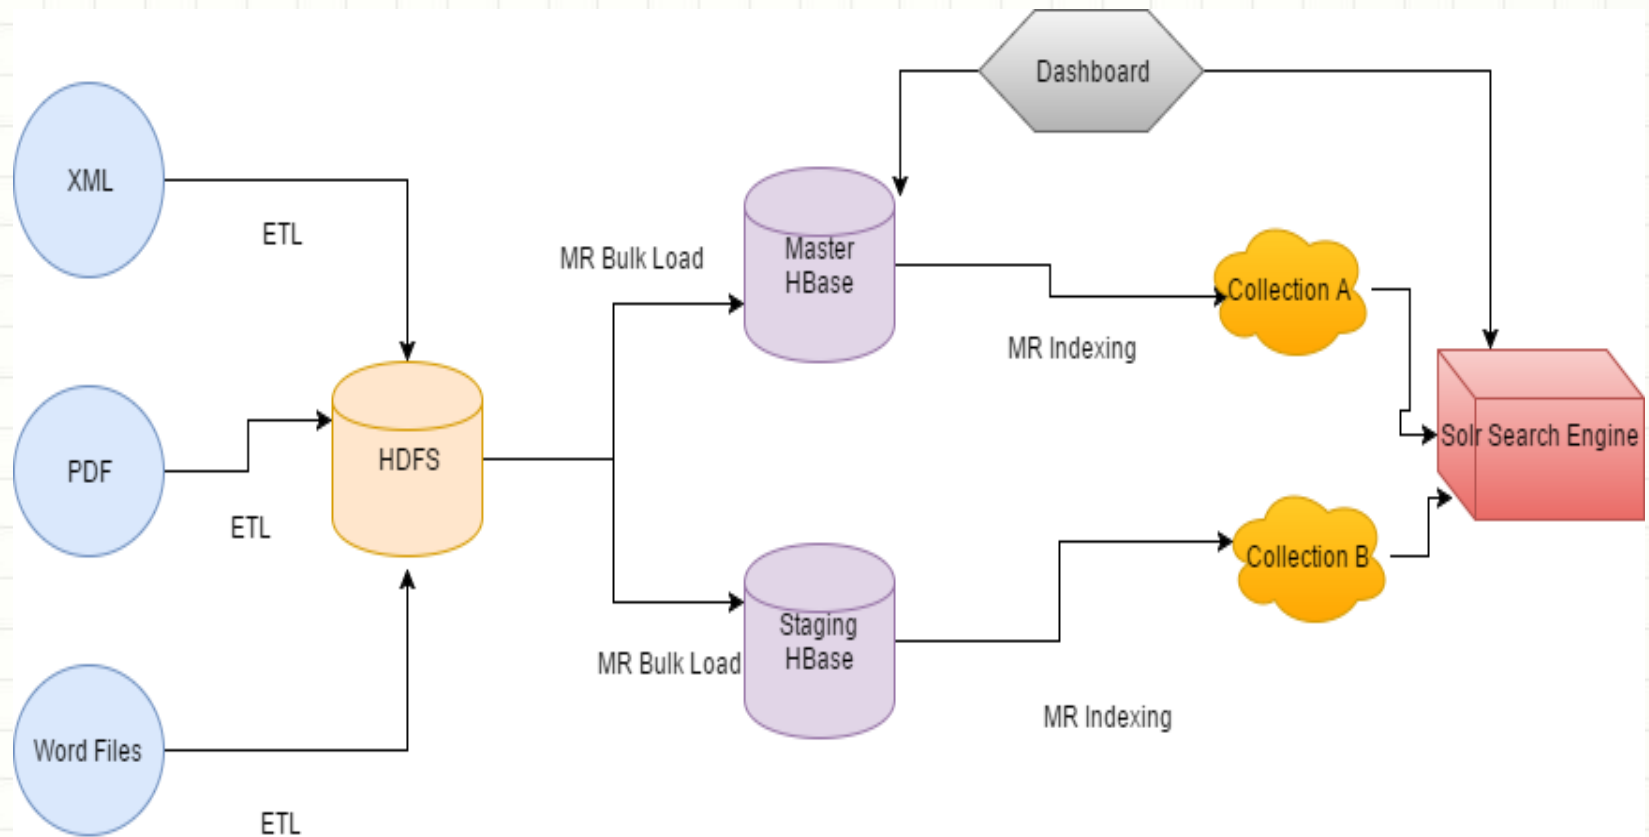 Dashboard
XML
ETL
MR Bulk Load
Master
HBase
Collection A
MR Indexing
PDF
ETL
HDFS
Solr Search Engine
Collection B
Staging
HBase
MR Bulk Load
MR Indexing
Word Files
ETL